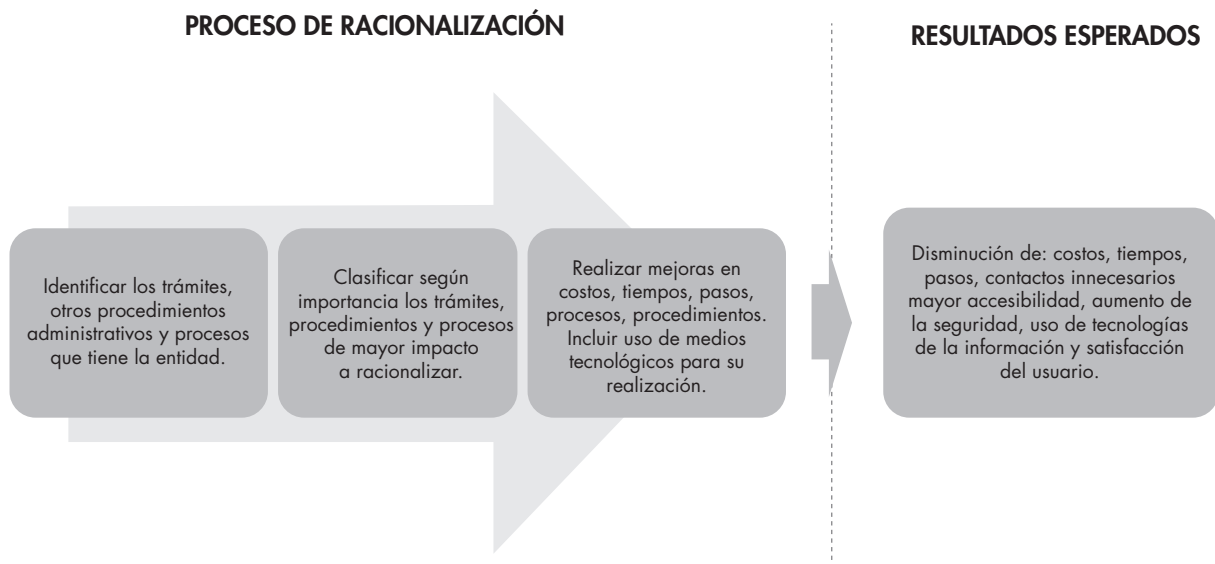 PROCESO DE RACIONALIZACIÓN
RESULTADOS ESPERADOS
Identificar los trámites,
otros procedimientos
administrativos y procesos
que tiene la entidad.
Clasificar según
importancia los trámites,
procedimientos y procesos
de mayor impacto
a racionalizar.
Realizar mejoras en
costos, tiempos, pasos,
procesos, procedimientos.
Incluir uso de medios
tecnológicos para su
realización.
Disminución de: costos, tiempos,
pasos, contactos innecesarios
mayor accesibilidad, aumento de
la seguridad, uso de tecnologías
de la información y satisfacción
del usuario.